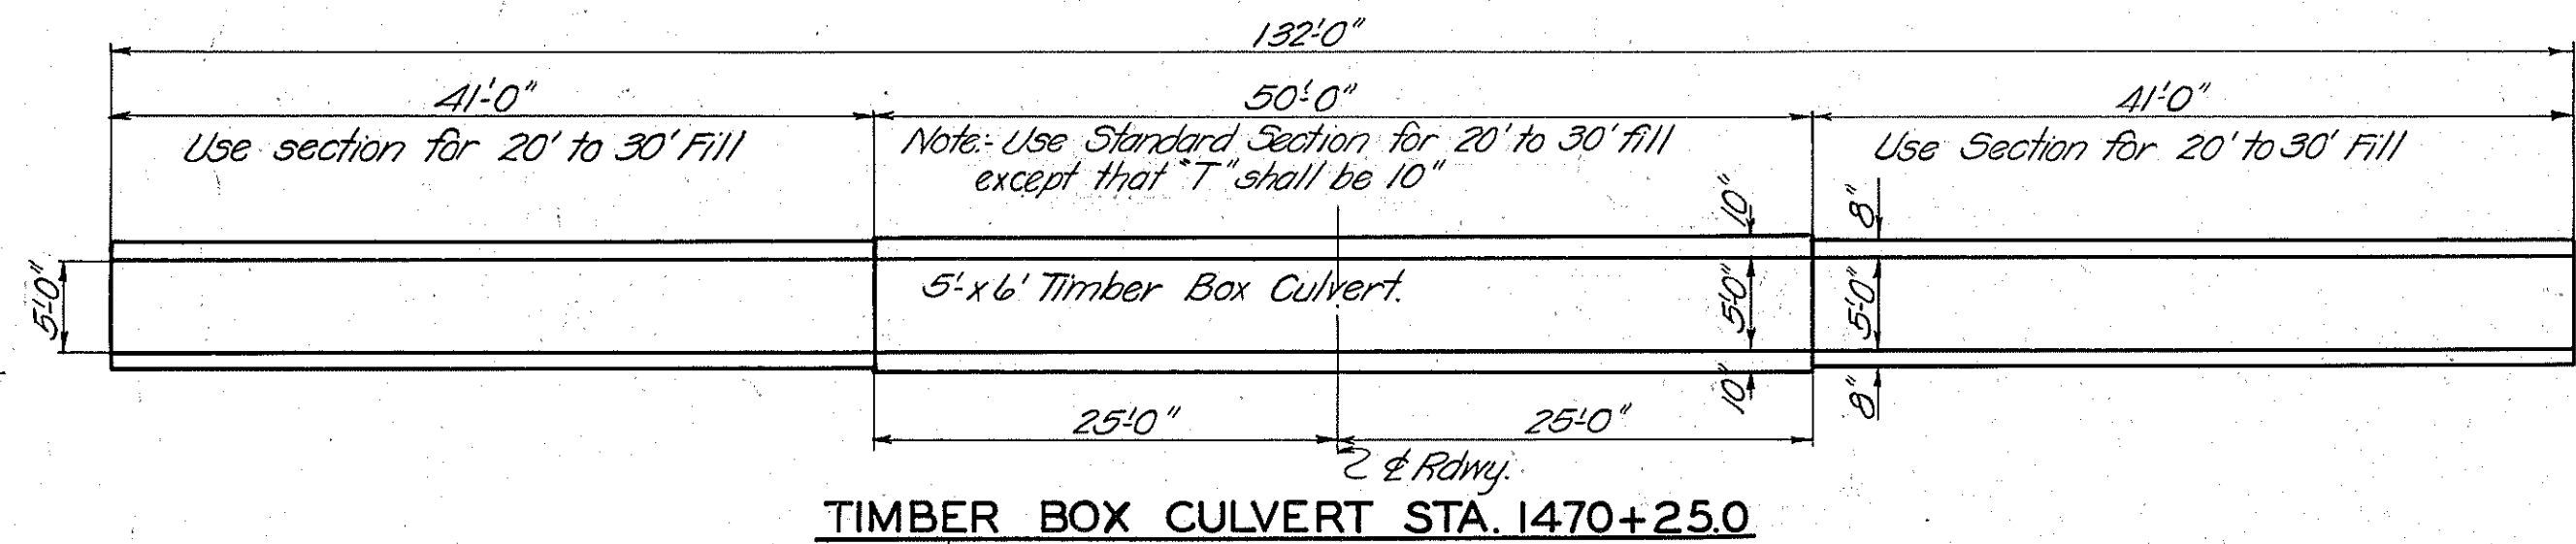 132'-0"
41'-0"
50'-0"
41'-0"
Use section for 20' to 30' Fill
Note:- Use Standard Section for 20' to 30' fill
except that "T" shall be 10"
Use Section for 20' to 30' Fill
10"
8"
5'-0"
5'-x 6' Timber Box Culvert.
5'-0"
5'-0"
10"
8"
25'-0"
25'-0"
℄ Rdwy.
TIMBER BOX CULVERT STA. 1470+25.0